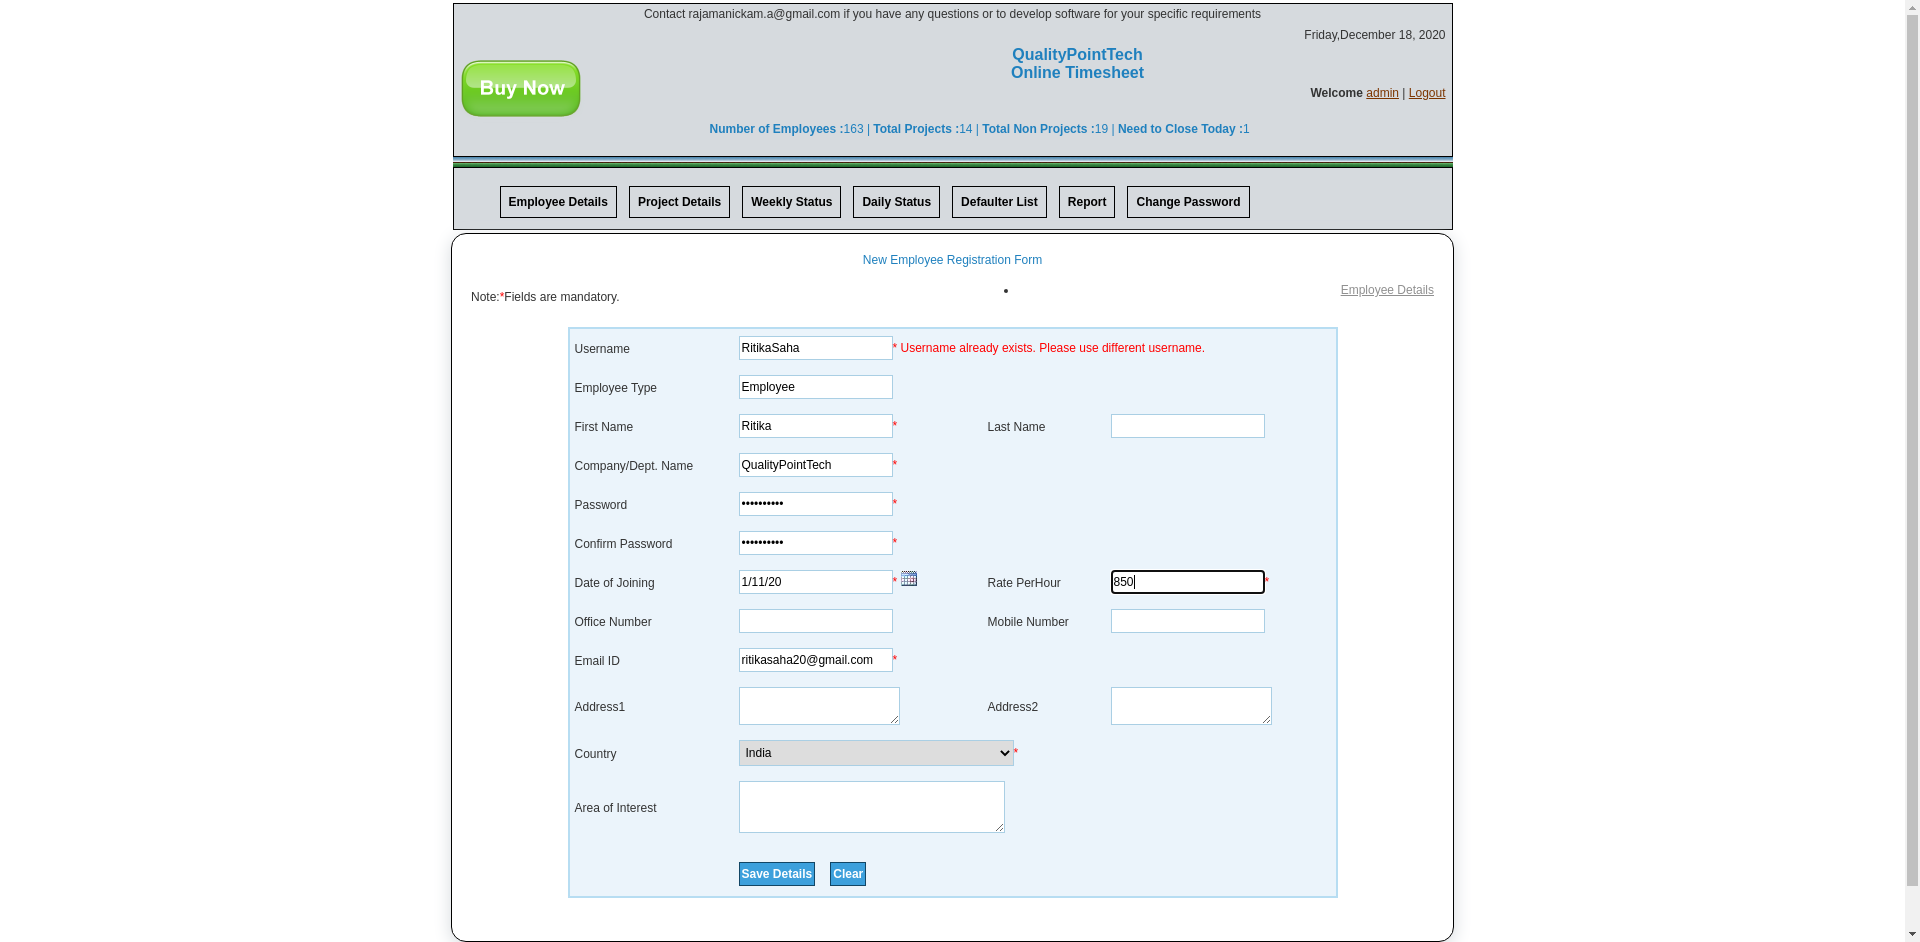 Contact rajamanickam.a@gmail.com if you have any questions or to develop software for your specific requirements
Friday,December 18, 2020
QualityPointTech
Online Timesheet
Buy Now
Welcome admin | Logout
Number of Employees :163 | Total Projects :14 | Total Non Projects :19 | Need to Close Today :1
Employee Details Project Details Weekly Status Daily Status Defaulter List Report Change Password
New Employee Registration Form
Employee Details
Note:*Fields are mandatory.
Username RitikaSaha * Username already exists. Please use different username.
Employee Type Employee
First Name Ritika * Last Name
Company/Dept. Name QualityPointTech *
Password •••••••••• *
Confirm Password •••••••••• *
Date of Joining 1/11/20 * Rate PerHour 850 *
Office Number Mobile Number
Email ID ritikasaha20@gmail.com *
Address1 Address2
Country India *
Area of Interest
Save Details Clear